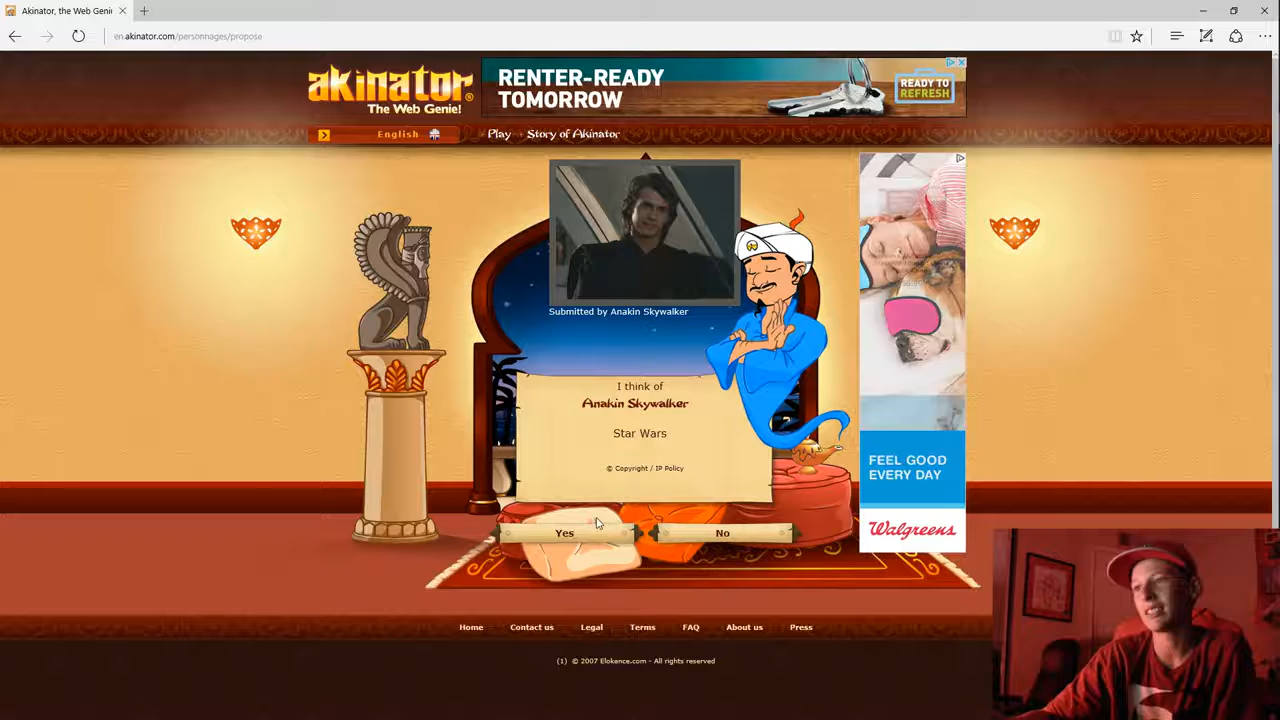 Akinator, the Web Geni
en.akinator.com/personnages/propose
akinator®
The Web Genie!
RENTER-READY
TOMORROW
READY TO
REFRESH
English
Play
Story of Akinator
Submitted by Anakin Skywalker
I think of
Anakin Skywalker
Star Wars
© Copyright / IP Policy
Yes
No
FEEL GOOD
EVERY DAY
Walgreens
Home
Contact us
Legal
Terms
FAQ
About us
Press
(1) © 2007 Elokence.com - All rights reserved